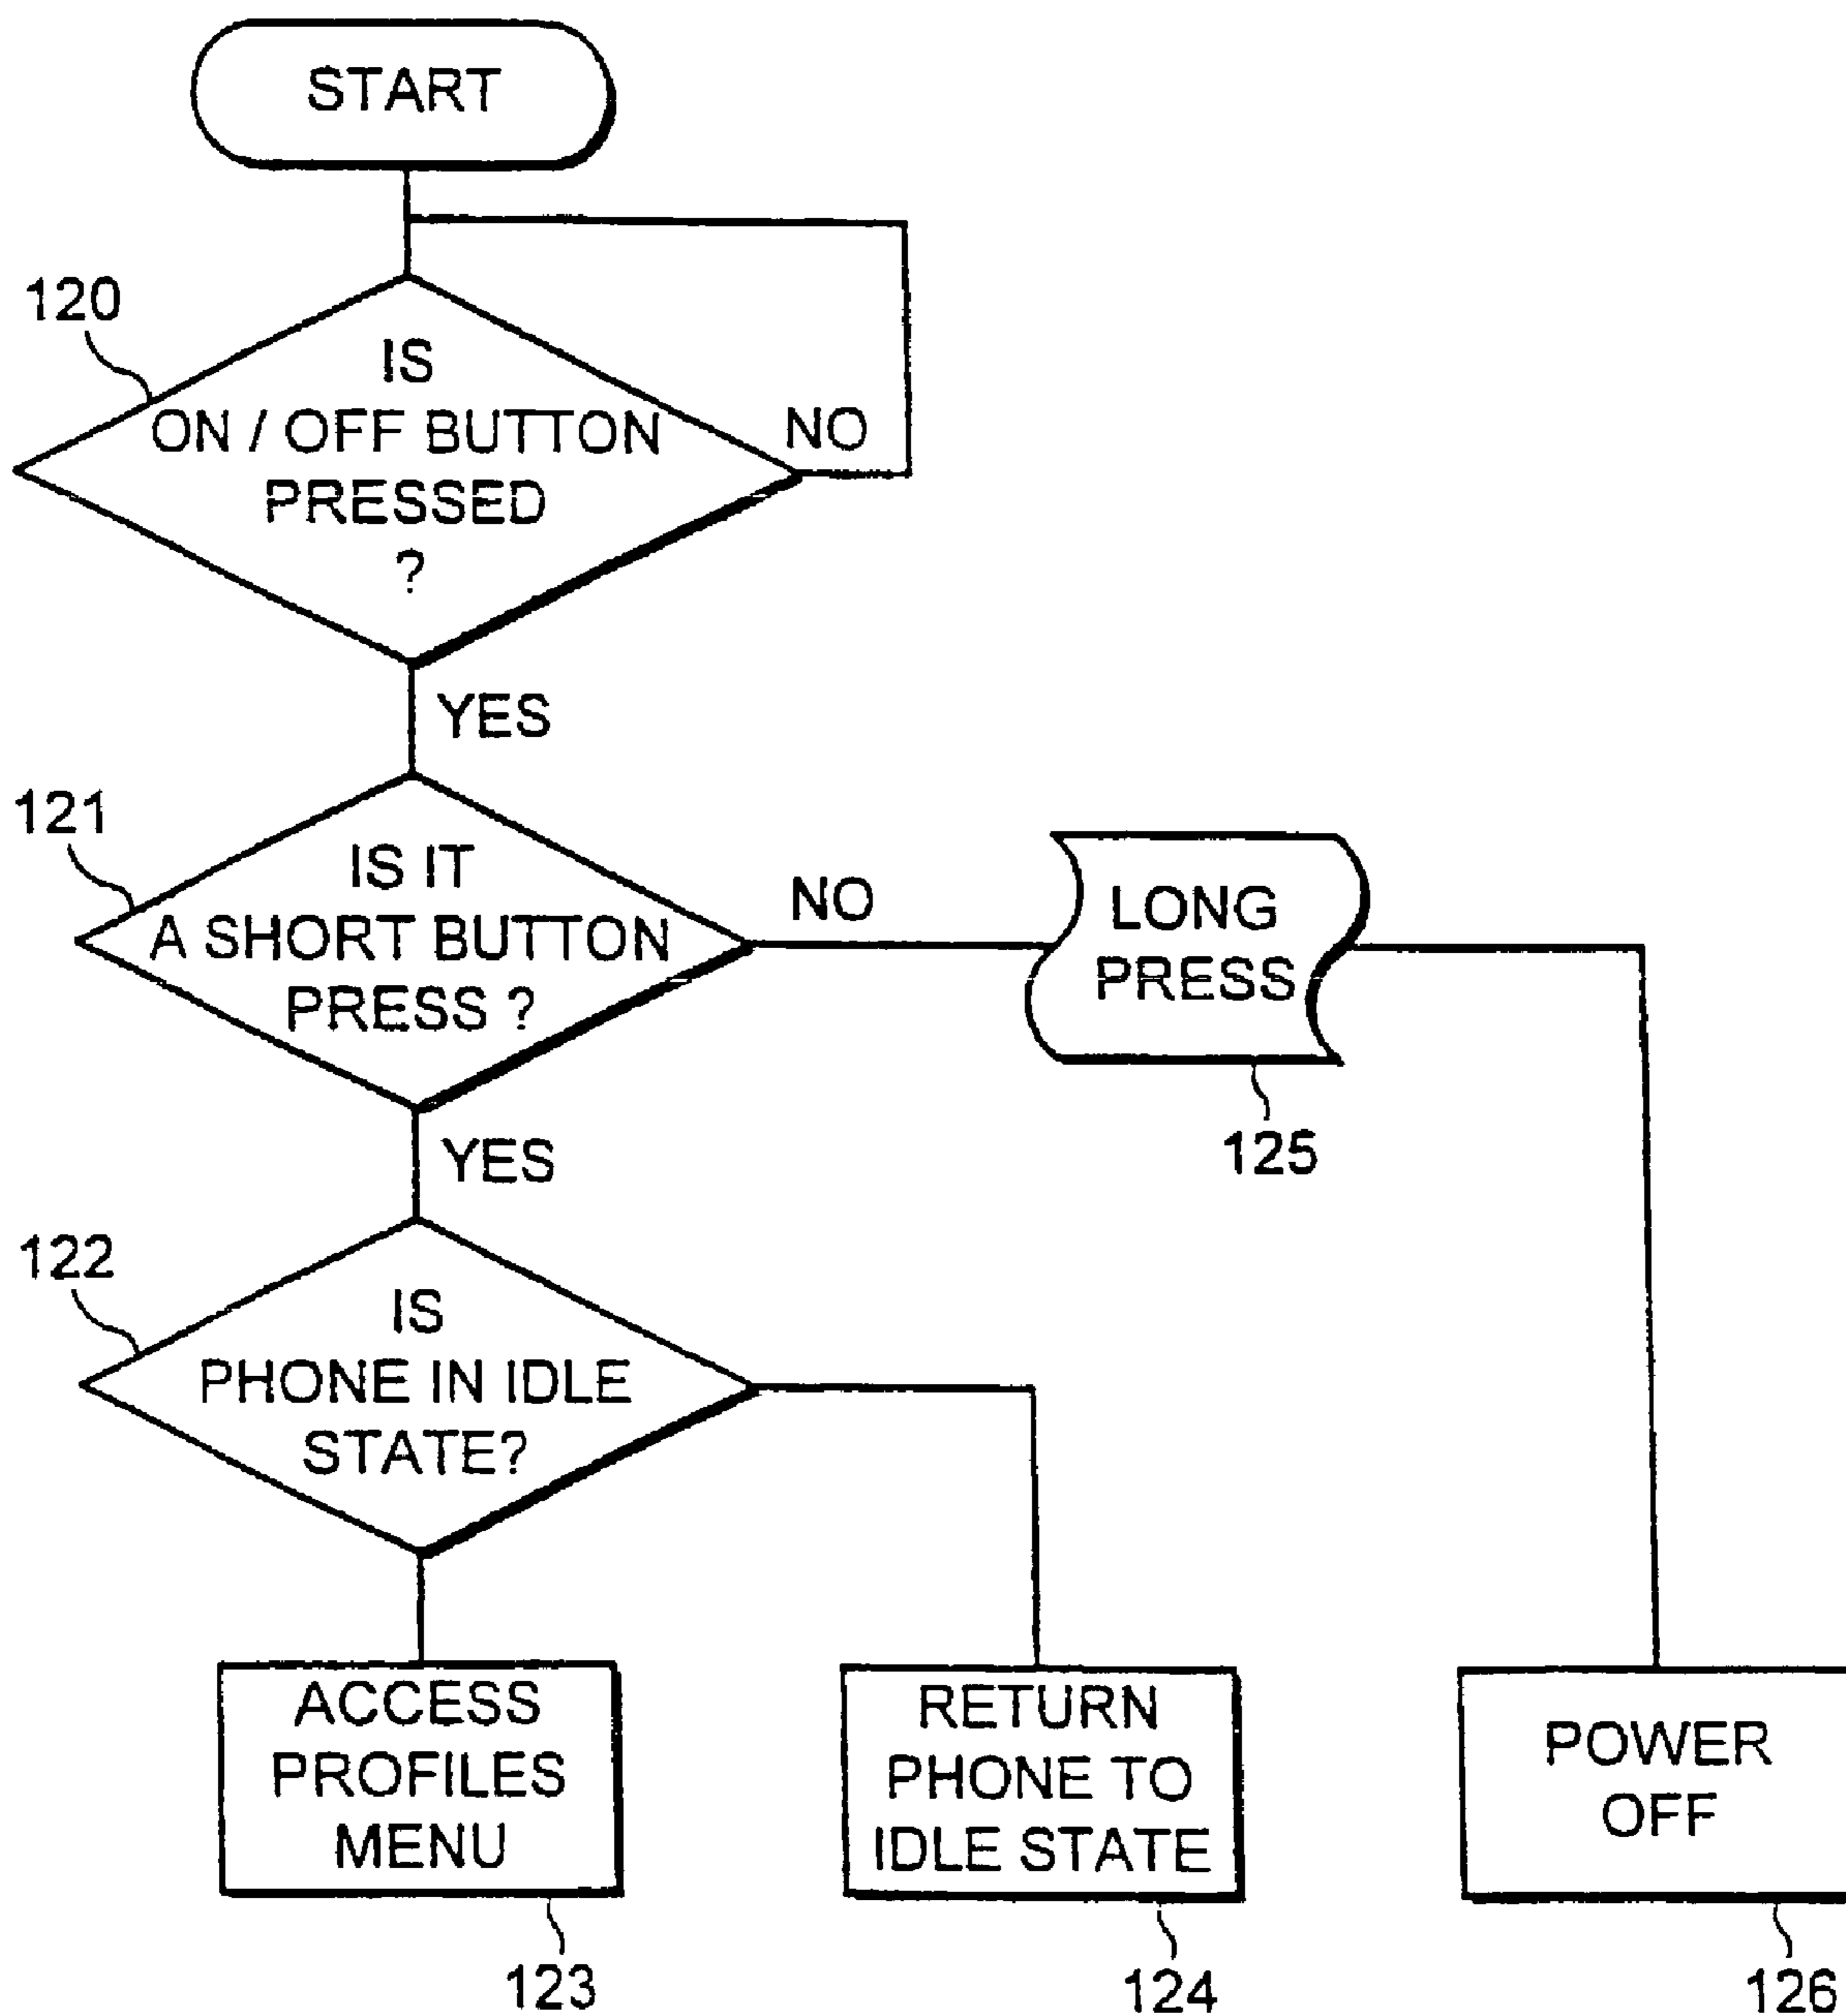 START
120
IS
ON / OFF BUTTON
PRESSED
?
NO
YES
121
IS IT
A SHORT BUTTON
PRESS ?
NO
LONG
PRESS
125
YES
122
IS
PHONE IN IDLE
STATE?
ACCESS
PROFILES
MENU
123
RETURN
PHONE TO
IDLE STATE
124
POWER
OFF
126